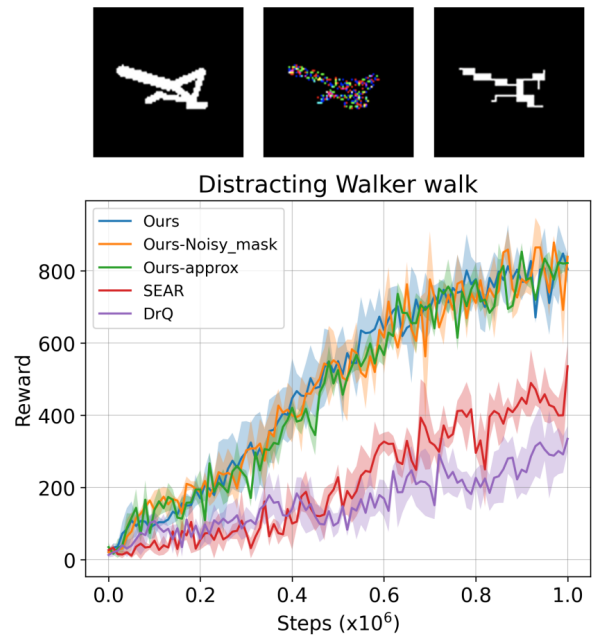 Distracting Walker walk
Ours
Ours-Noisy_mask
Ours-approx
SEAR
DrQ
Reward
800
600
400
200
0
0.0 0.2 0.4 0.6 0.8 1.0
Steps (x10⁶)